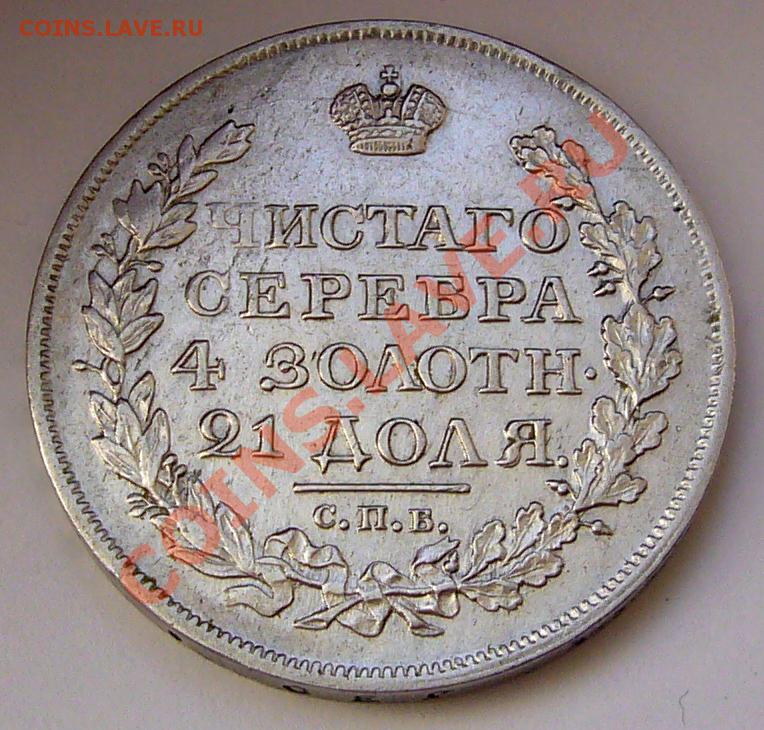 COINS.LAVE.RU
ЧИСТАГО
СЕРЕБРА
4 ЗОЛОТН.
21 ДОЛЯ.
С.П.Б.
COINS.LAVE.RU